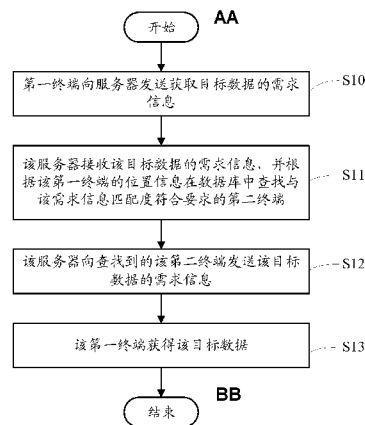 AA
开始
第一终端向服务器发送获取目标数据的需求
信息
S10
该服务器接收该目标数据的需求信息，并根
据该第一终端的位置信息在数据库中查找与
该需求信息匹配度符合要求的第二终端
S11
该服务器向查找到的该第二终端发送该目标
数据的需求信息
S12
该第一终端获得该目标数据
S13
BB
结束